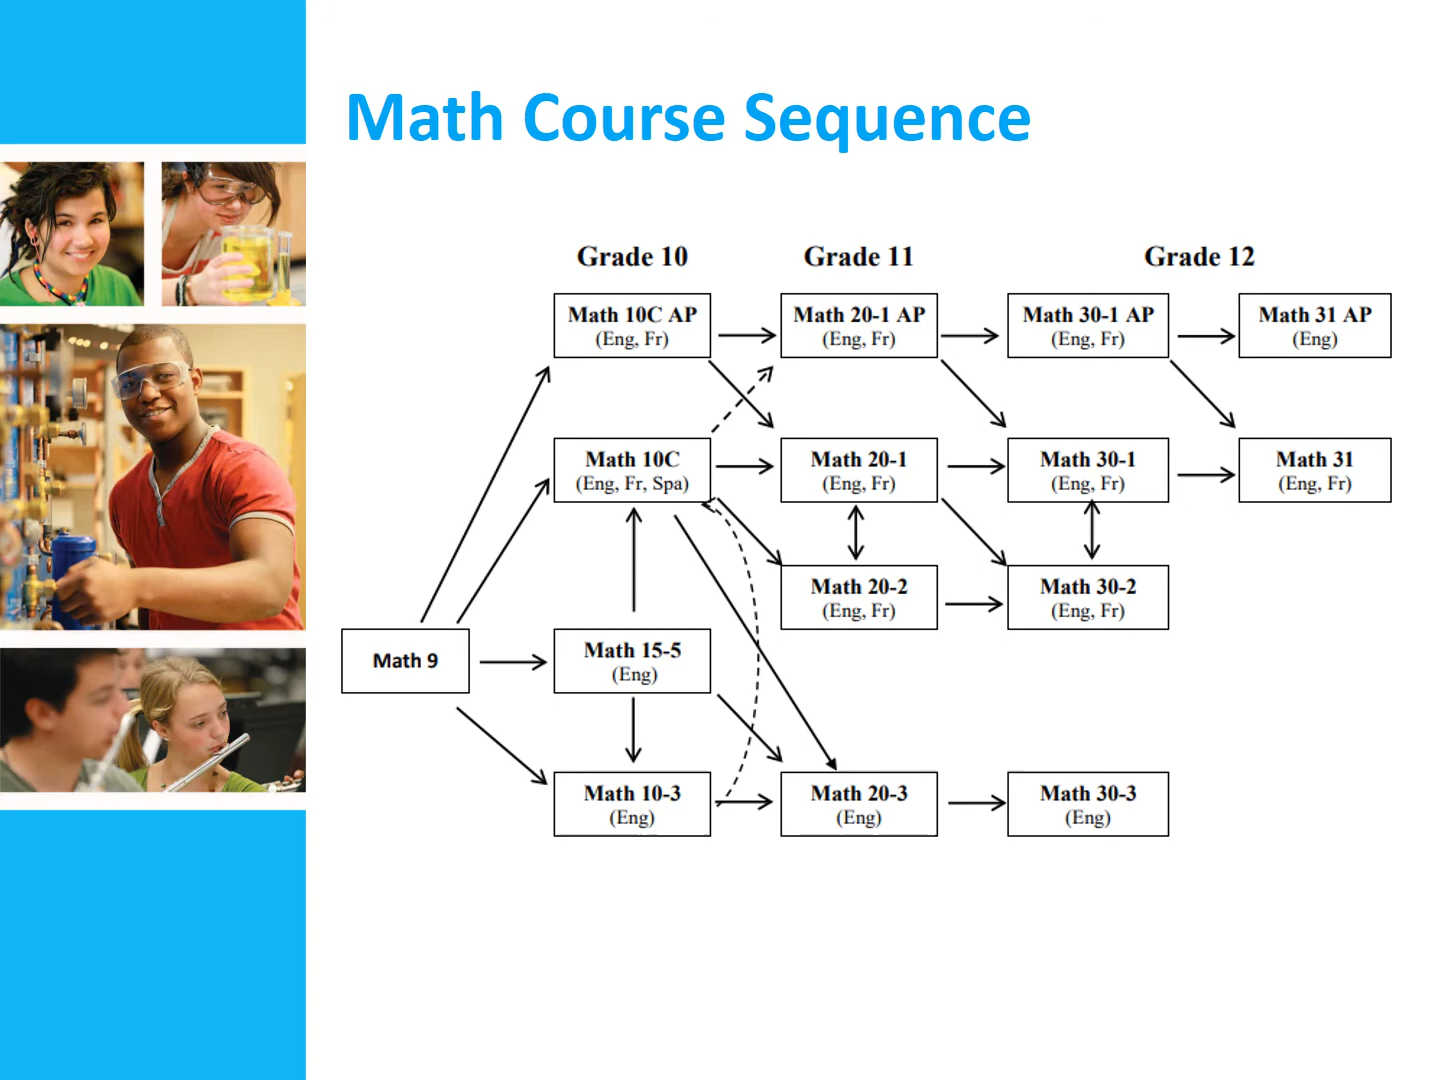 Math Course Sequence
Grade 10 Grade 11 Grade 12
Math 10C AP
(Eng, Fr)
Math 20-1 AP
(Eng, Fr)
Math 30-1 AP
(Eng, Fr)
Math 31 AP
(Eng)
Math 10C
(Eng, Fr, Spa)
Math 20-1
(Eng, Fr)
Math 30-1
(Eng, Fr)
Math 31
(Eng, Fr)
Math 20-2
(Eng, Fr)
Math 30-2
(Eng, Fr)
Math 9
Math 15-5
(Eng)
Math 10-3
(Eng)
Math 20-3
(Eng)
Math 30-3
(Eng)